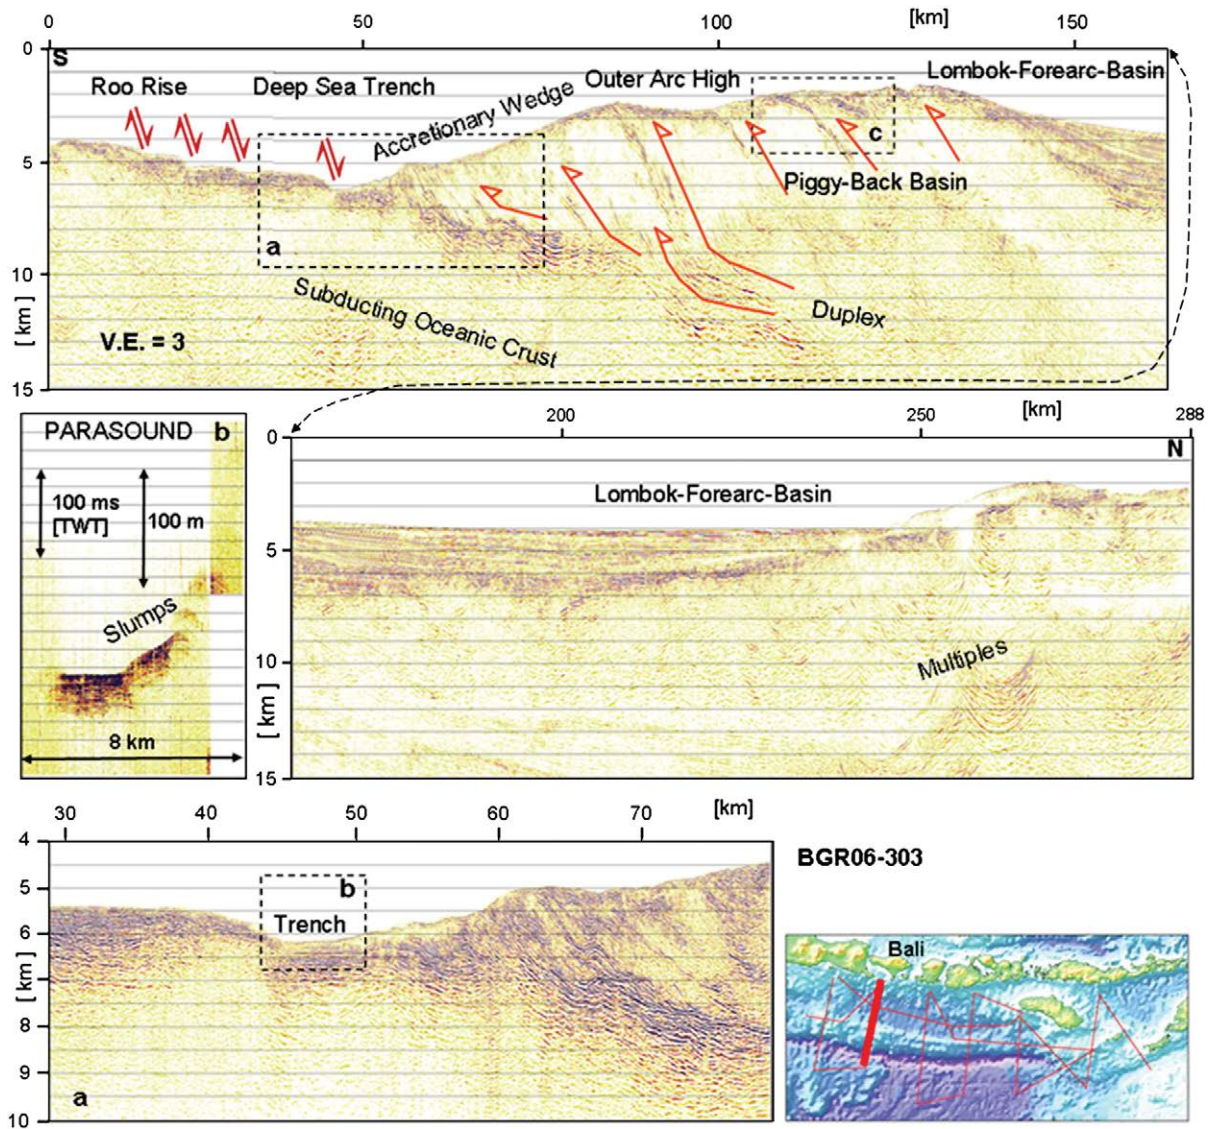 0 50 100 [km] 150
0
S
Roo Rise Deep Sea Trench Outer Arc High Lombok-Forearc-Basin
Accretionary Wedge
c
5
Piggy-Back Basin
a
10
[km]
Subducting Oceanic Crust
Duplex
V.E. = 3
15
200 250 [km] 288
PARASOUND b
0
N
100 ms
[TWT]
100 m
Lombok-Forearc-Basin
5
Slumps
10
Multiples
[km]
8 km
15
30 40 50 60 70 [km]
4
BGR06-303
5
b
Trench
6
Bali
7
[km]
8
9
a
10